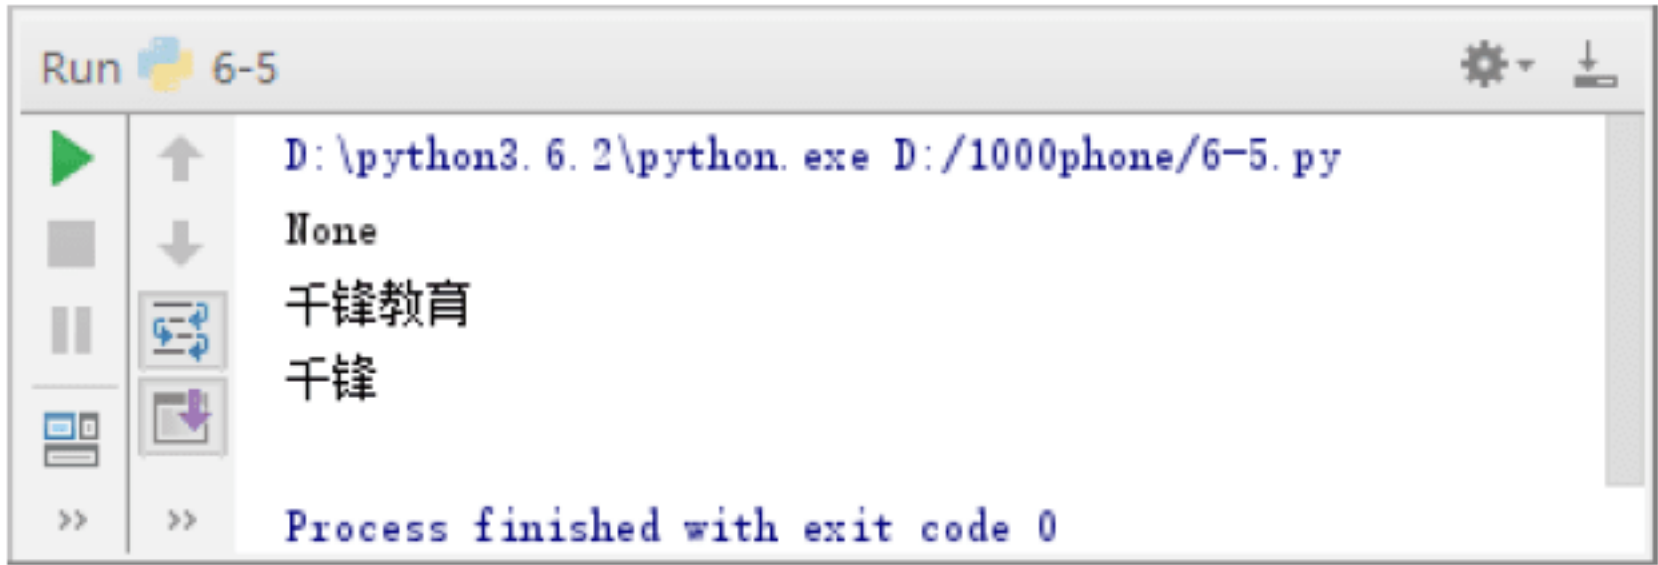 Run 6-5
D:\python3.6.2\python.exe D:/1000phone/6-5.py
None
千锋教育
千锋
Process finished with exit code 0